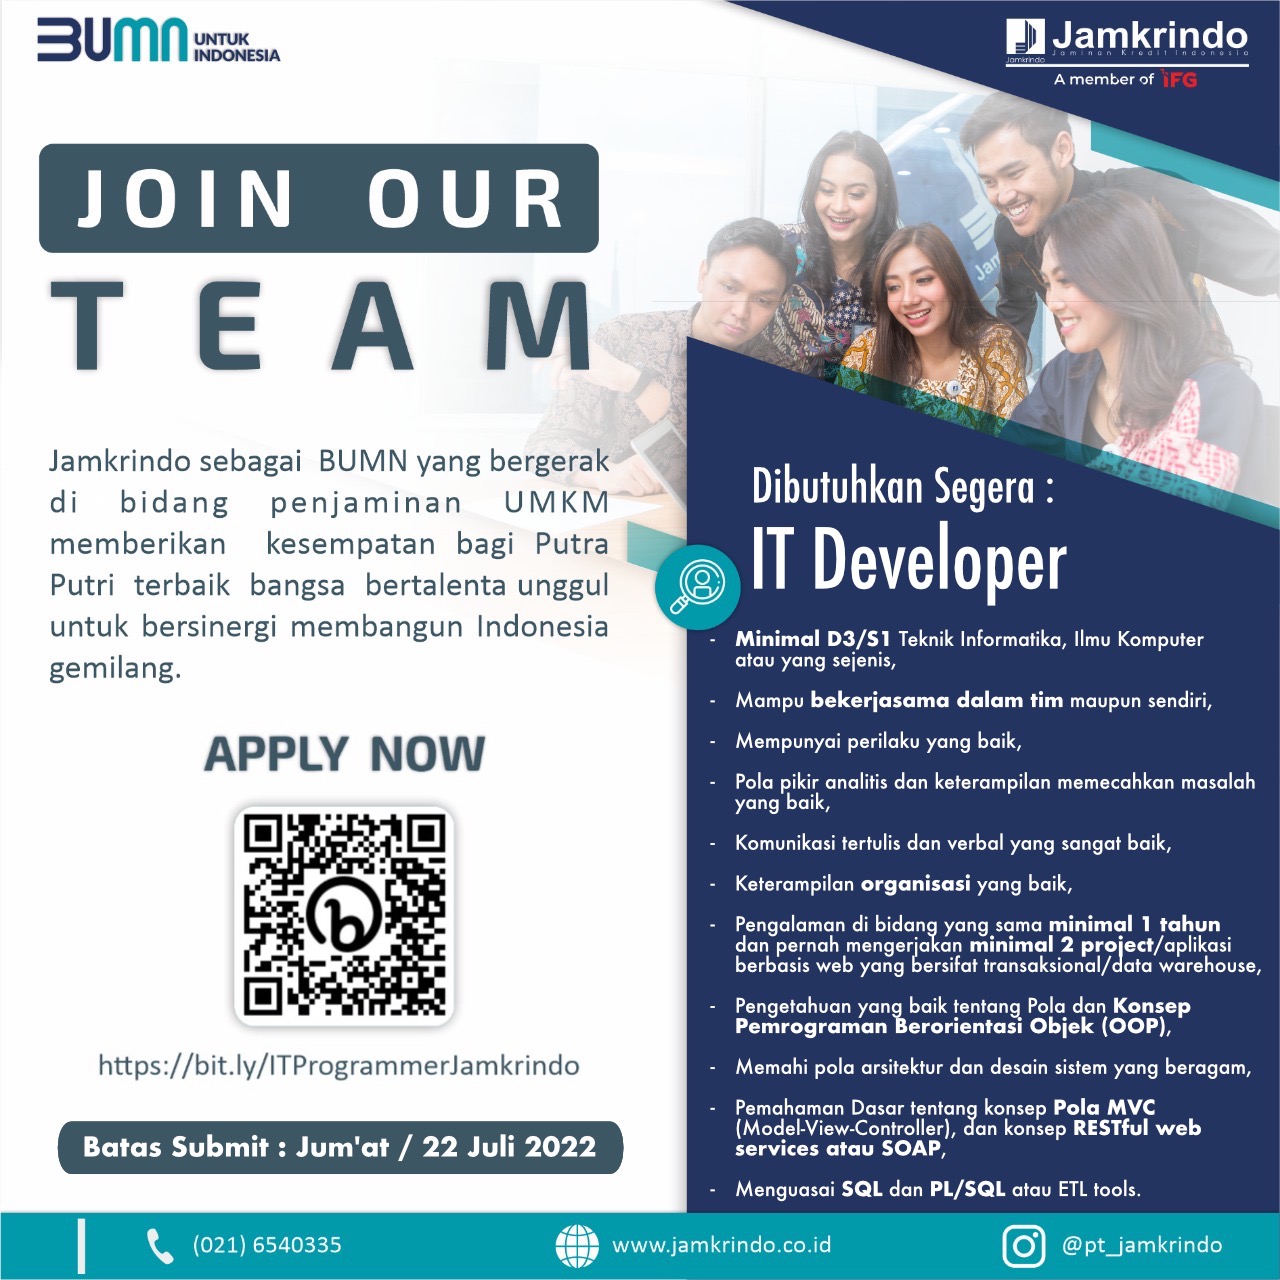 BUMN UNTUK
INDONESIA
Jamkrindo
Jaminan Kredit Indonesia
Jamkrindo
A member of IFG
JOIN OUR
TEAM
Jamkrindo sebagai BUMN yang bergerak
di bidang penjaminan UMKM
memberikan kesempatan bagi Putra
Putri terbaik bangsa bertalenta unggul
untuk bersinergi membangun Indonesia
gemilang.
APPLY NOW
https://bit.ly/ITProgrammerJamkrindo
Batas Submit : Jum'at / 22 Juli 2022
Dibutuhkan Segera :
IT Developer
- Minimal D3/S1 Teknik Informatika, Ilmu Komputer
atau yang sejenis,
- Mampu bekerjasama dalam tim maupun sendiri,
- Mempunyai perilaku yang baik,
- Pola pikir analitis dan keterampilan memecahkan masalah
yang baik,
- Komunikasi tertulis dan verbal yang sangat baik,
- Keterampilan organisasi yang baik,
- Pengalaman di bidang yang sama minimal 1 tahun
dan pernah mengerjakan minimal 2 project/aplikasi
berbasis web yang bersifat transaksional/data warehouse,
- Pengetahuan yang baik tentang Pola dan Konsep
Pemrograman Berorientasi Objek (OOP),
- Memahi pola arsitektur dan desain sistem yang beragam,
- Pemahaman Dasar tentang konsep Pola MVC
(Model-View-Controller), dan konsep RESTful web
services atau SOAP,
- Menguasai SQL dan PL/SQL atau ETL tools.
(021) 6540335
www.jamkrindo.co.id
@pt_jamkrindo